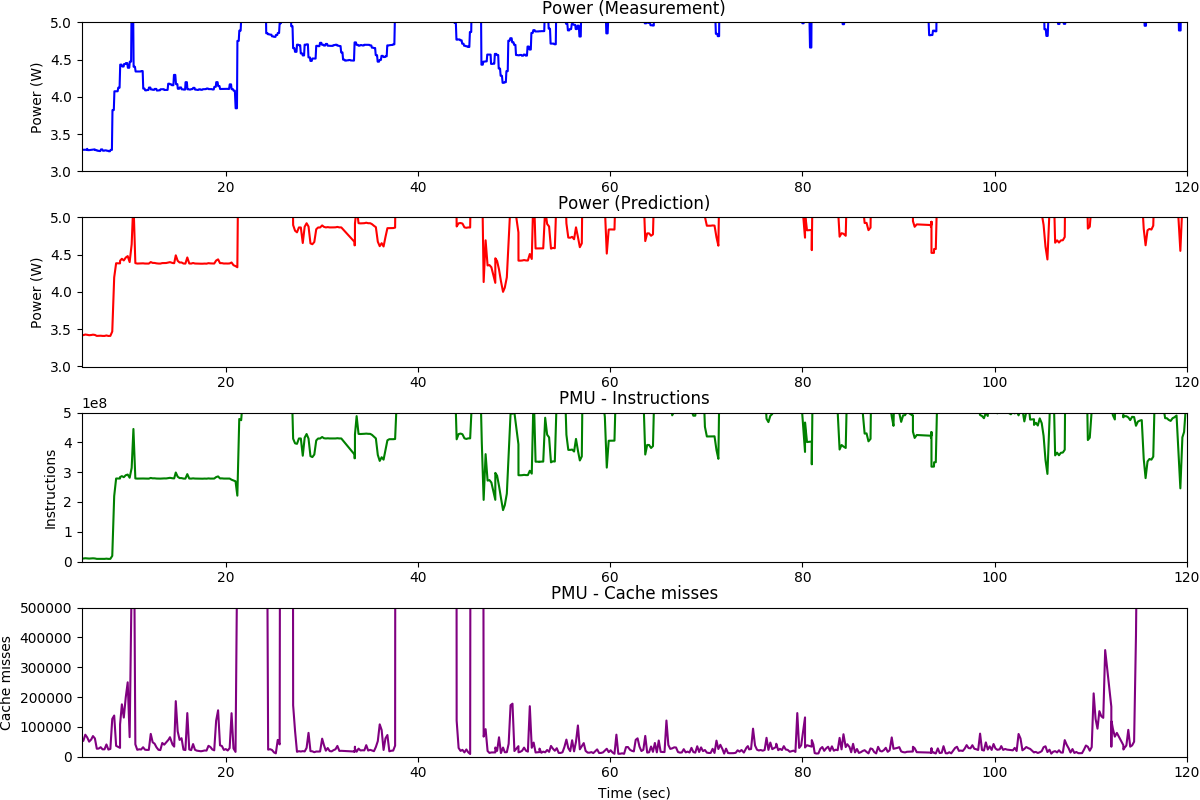 Power (Measurement)
5.0
4.5
4.0
3.5
3.0
Power (W)
20 40 60 80 100 120
Power (Prediction)
5.0
4.5
4.0
3.5
3.0
Power (W)
20 40 60 80 100 120
PMU - Instructions
1e8
5
4
3
2
1
0
Instructions
20 40 60 80 100 120
PMU - Cache misses
500000
400000
300000
200000
100000
0
Cache misses
20 40 60 80 100 120
Time (sec)